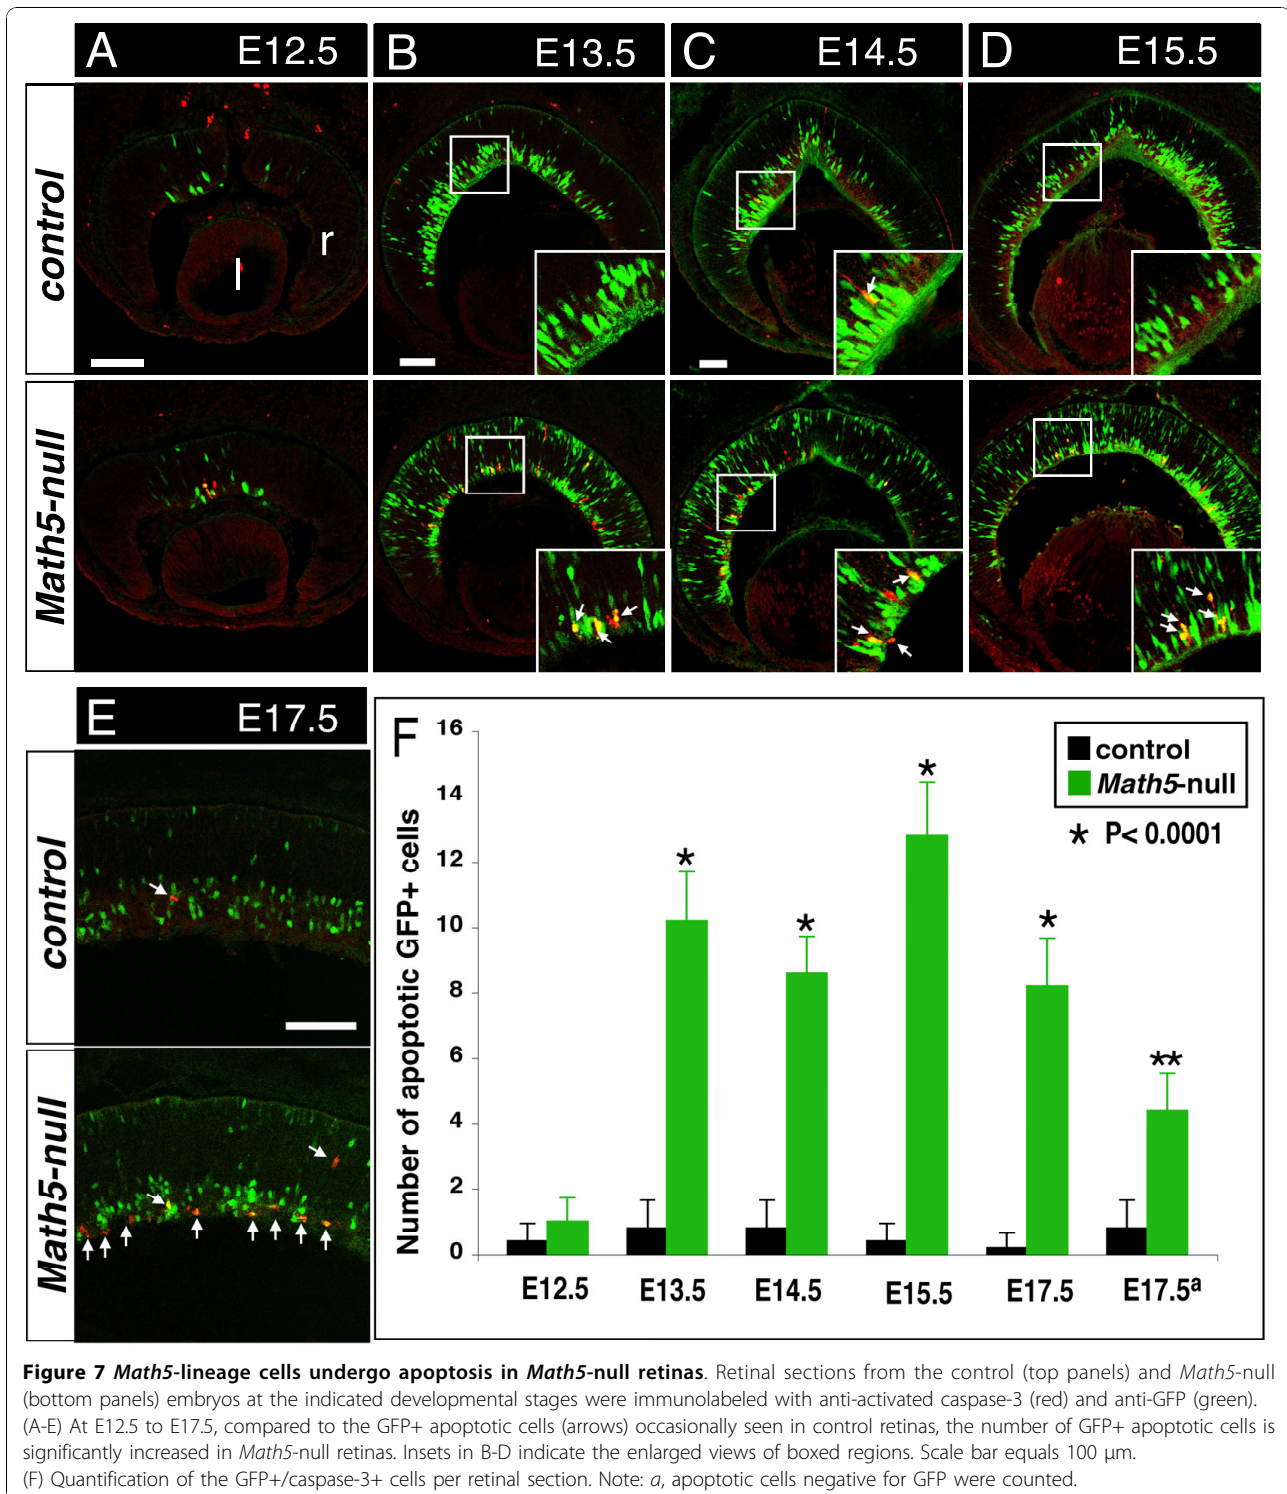 A E12.5
B E13.5
C E14.5
D E15.5
control
l
r
Math5-null
E E17.5
control
Math5-null
F
16
14
12
10
8
6
4
2
0
Number of apoptotic GFP+ cells
control
Math5-null
* P< 0.0001
*
*
*
*
**
E12.5 E13.5 E14.5 E15.5 E17.5 E17.5a
Figure 7 Math5-lineage cells undergo apoptosis in Math5-null retinas. Retinal sections from the control (top panels) and Math5-null
(bottom panels) embryos at the indicated developmental stages were immunolabeled with anti-activated caspase-3 (red) and anti-GFP (green).
(A-E) At E12.5 to E17.5, compared to the GFP+ apoptotic cells (arrows) occasionally seen in control retinas, the number of GFP+ apoptotic cells is
significantly increased in Math5-null retinas. Insets in B-D indicate the enlarged views of boxed regions. Scale bar equals 100 μm.
(F) Quantification of the GFP+/caspase-3+ cells per retinal section. Note: a, apoptotic cells negative for GFP were counted.